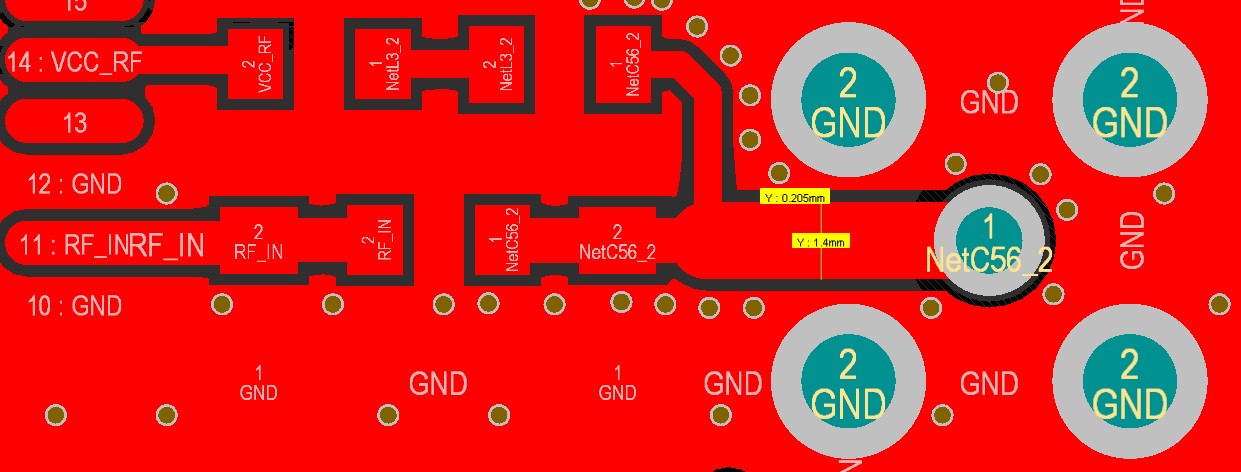 15
14 : VCC_RF
2
VCC_RF
1
NetL3_2
2
NetL3_2
1
NetC56_2
2
GND
GND
2
GND
13
12 : GND
Y : 0.205mm
11 : RF_IN
RF_IN
2
RF_IN
2
RF_IN
1
NetC56_2
2
NetC56_2
Y : 1.4mm
1
NetC56_2
GND
10 : GND
1
GND
GND
1
GND
GND
2
GND
GND
2
GND